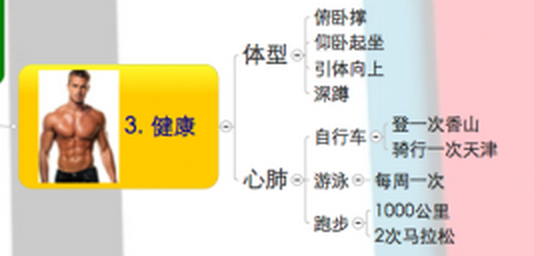 3. 健康
体型
俯卧撑
仰卧起坐
引体向上
深蹲
心肺
自行车
登一次香山
骑行一次天津
游泳
每周一次
跑步
1000公里
2次马拉松